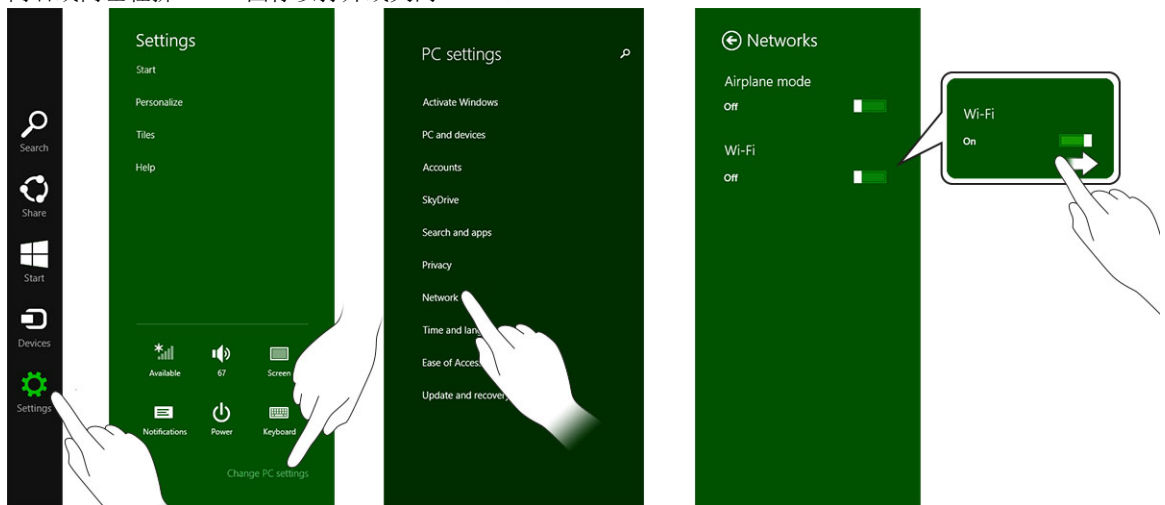 Search
Share
Start
Devices
Settings
Settings
Start
Personalize
Tiles
Help
Available
67
Screen
Notifications
Power
Keyboard
Change PC settings
PC settings
Activate Windows
PC and devices
Accounts
SkyDrive
Search and apps
Privacy
Network
Time and
Ease of
Update and recovery
Networks
Airplane mode
Off
Wi-Fi
Off
Wi-Fi
On